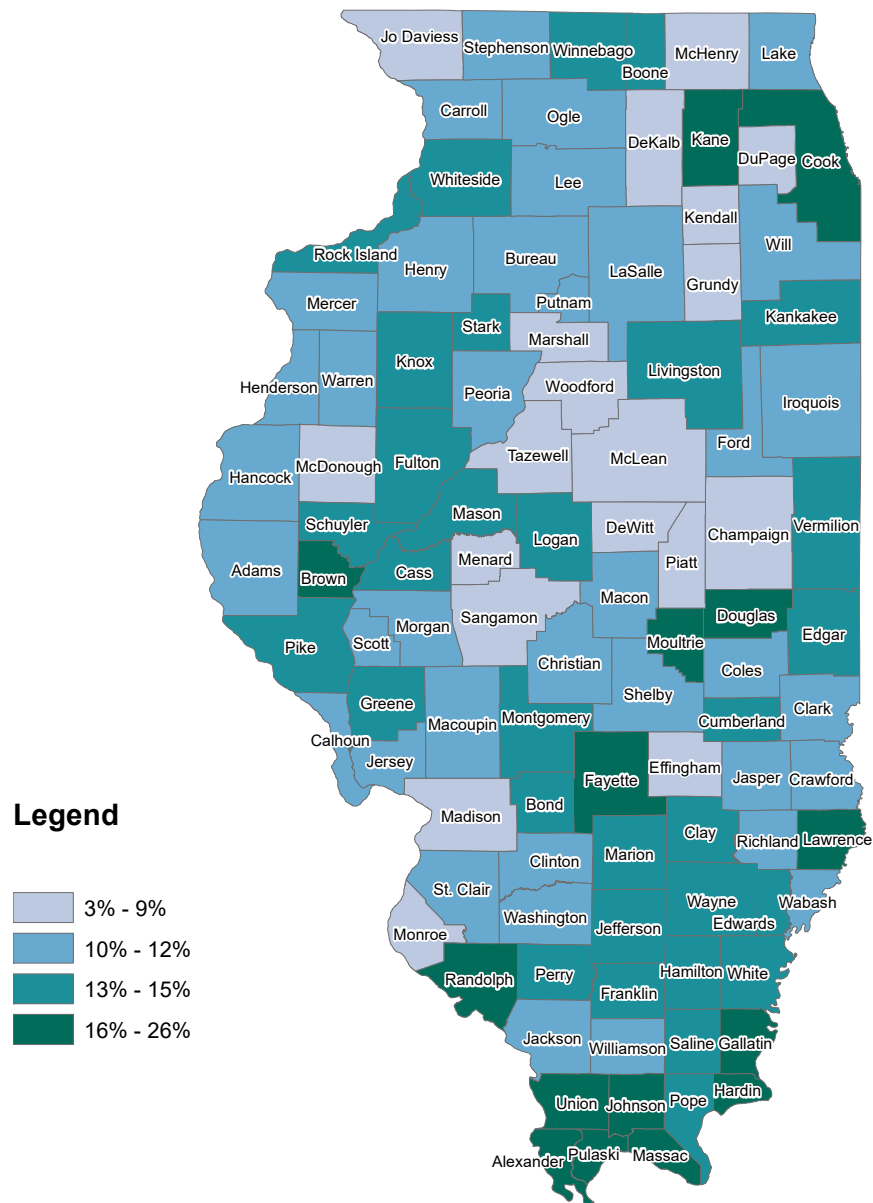 Jo Daviess
Stephenson
Winnebago
Boone
McHenry
Lake
Carroll
Ogle
DeKalb
Kane
DuPage
Cook
Whiteside
Lee
Kendall
Rock Island
Henry
Bureau
LaSalle
Will
Grundy
Mercer
Putnam
Kankakee
Stark
Marshall
Knox
Livingston
Henderson
Warren
Peoria
Woodford
Iroquois
Hancock
McDonough
Fulton
Tazewell
McLean
Ford
Schuyler
Mason
Logan
DeWitt
Champaign
Vermilion
Adams
Brown
Cass
Menard
Piatt
Macon
Pike
Scott
Morgan
Sangamon
Douglas
Moultrie
Edgar
Christian
Coles
Shelby
Greene
Macoupin
Montgomery
Cumberland
Clark
Calhoun
Jersey
Fayette
Effingham
Jasper
Crawford
Madison
Bond
Legend
Marion
Clay
Richland
Lawrence
St. Clair
Clinton
3% - 9%
Washington
Wayne
Wabash
Monroe
Jefferson
Edwards
10% - 12%
Randolph
Perry
Hamilton
White
13% - 15%
Franklin
16% - 26%
Jackson
Williamson
Saline
Gallatin
Union
Johnson
Pope
Hardin
Alexander
Pulaski
Massac